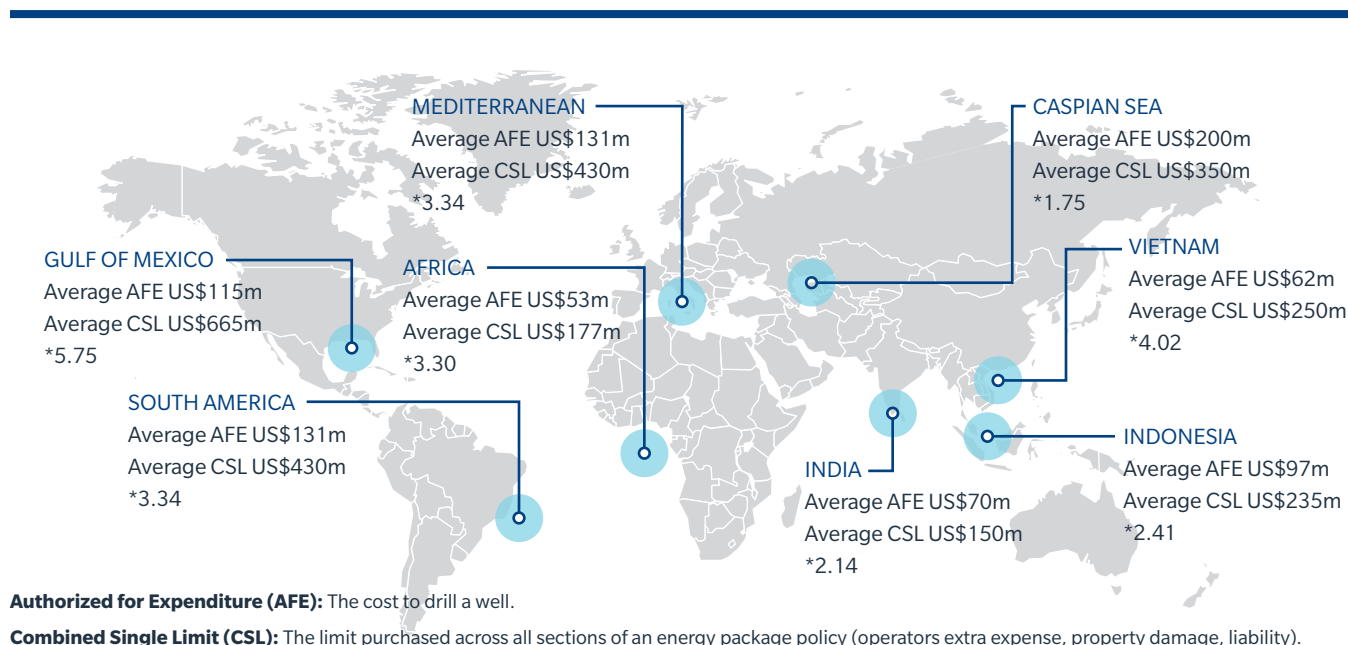 MEDITERRANEAN
Average AFE US$131m
Average CSL US$430m
*3.34
CASPIAN SEA
Average AFE US$200m
Average CSL US$350m
*1.75
GULF OF MEXICO
Average AFE US$115m
Average CSL US$665m
*5.75
AFRICA
Average AFE US$53m
Average CSL US$177m
*3.30
VIETNAM
Average AFE US$62m
Average CSL US$250m
*4.02
SOUTH AMERICA
Average AFE US$131m
Average CSL US$430m
*3.34
INDIA
Average AFE US$70m
Average CSL US$150m
*2.14
INDONESIA
Average AFE US$97m
Average CSL US$235m
*2.41
Authorized for Expenditure (AFE): The cost to drill a well.
Combined Single Limit (CSL): The limit purchased across all sections of an energy package policy (operators extra expense, property damage, liability).